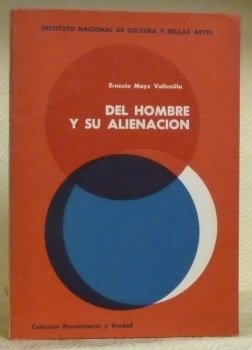 INSTITUTO NACIONAL DE CULTURA Y BELLAS ARTES
Ernesto Mayz Vallenilla
DEL HOMBRE
Y SU ALIENACION
Colección Pensamiento y Verdad